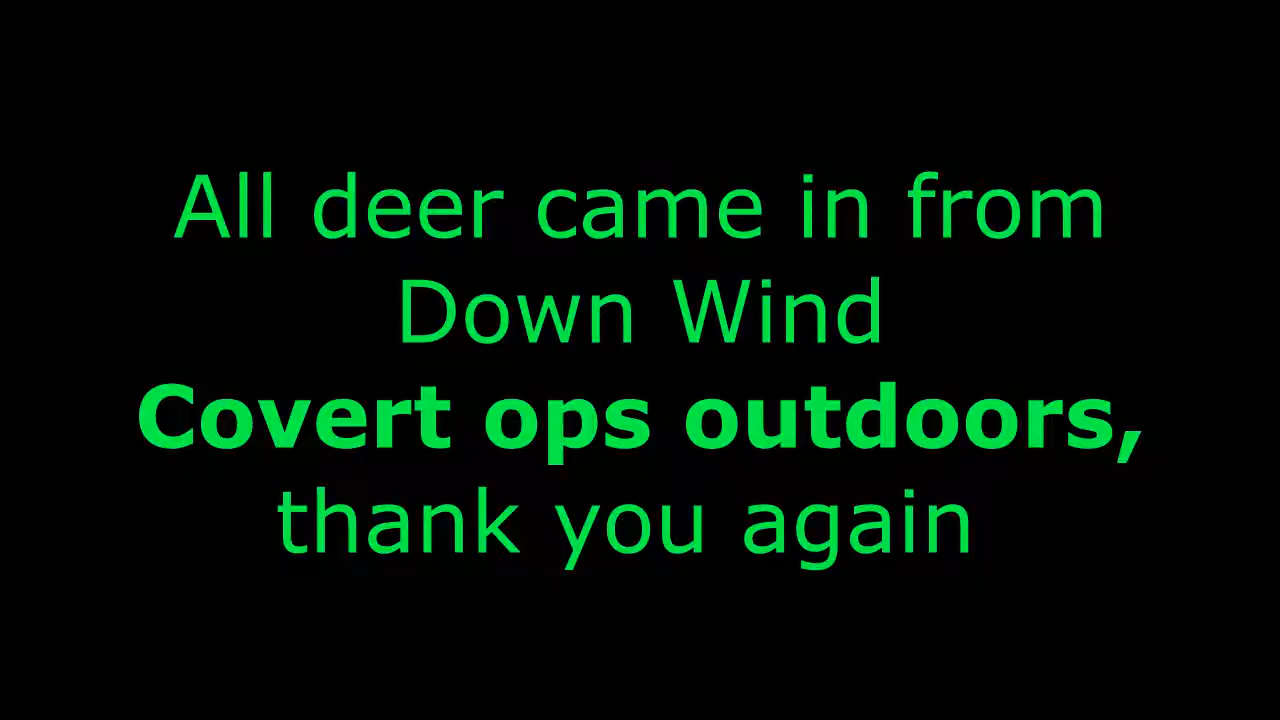 All deer came in from
Down Wind
Covert ops outdoors,
thank you again